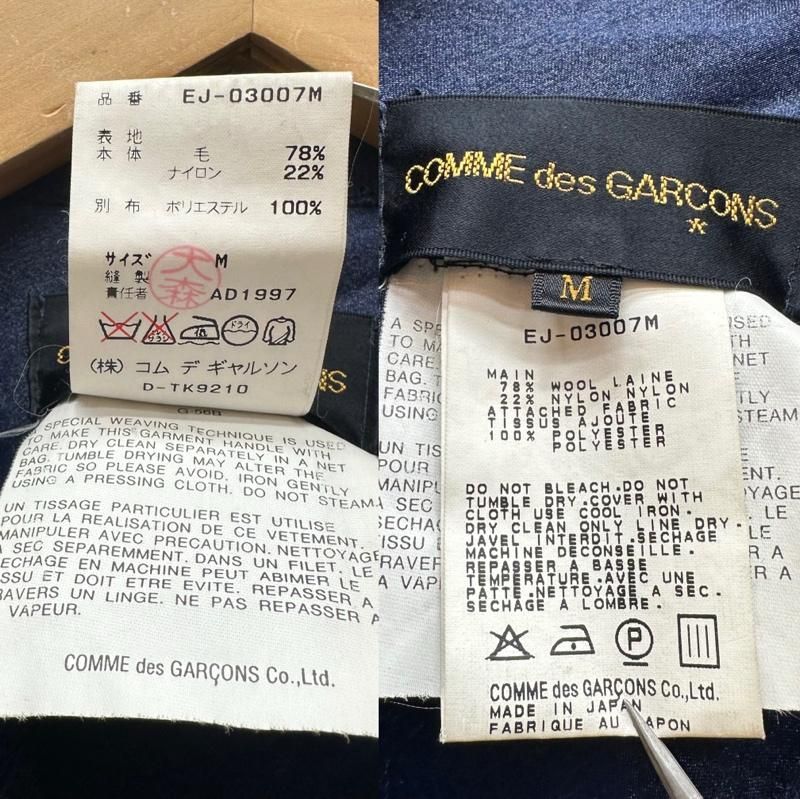 品番 EJ-03007M
表地
本体 毛 78%
ナイロン 22%
別布 ポリエステル 100%
サイズ M
縫製
責任者 AD1997
大森
ドライ
(株) コム デ ギャルソン
D-TK9210
G-56B
SPECIAL WEAVING TECHNIQUE IS USED
TO MAKE THIS GARMENT HANDLE WITH
CARE. DRY CLEAN SEPARATELY IN A NET
BAG. TUMBLE DRYING MAY ALTER THE
FABRIC SO PLEASE AVOID. IRON GENTLY
USING A PRESSING CLOTH. DO NOT STEAM
UN TISSAGE PARTICULIER EST UTILISE
POUR LA REALISATION DE CE VETEMENT.
MANIPULER AVEC PRECAUTION. NETTOYAGE
A SEC SEPAREMMENT. DANS UN FILET. LE
SECHAGE EN MACHINE PEUT ABIMER LE
ISSU ET DOIT ETRE EVITE. REPASSER A
RAVERS UN LINGE. NE PAS REPASSER A
VAPEUR.
COMME des GARÇONS Co.,Ltd.
COMME des GARCONS
*
M
EJ-03007M
MAIN
78% WOOL LAINE
22% NYLON NYLON
ATTACHED FABRIC
TISSUS AJOUTE
100% POLYESTER
POLYESTER
DO NOT BLEACH.DO NOT
TUMBLE DRY.COVER WITH
CLOTH USE COOL IRON.
DRY CLEAN ONLY LINE DRY.
JAVEL INTERDIT.SECHAGE
MACHINE DECONSEILLE.
REPASSER A BASSE
TEMPERATURE.AVEC UNE
PATTE.NETTOYAGE A SEC.
SECHAGE A LOMBRE.
P
COMME des GARÇONS Co.,Ltd.
MADE IN JAPAN
FABRIQUE AU JAPON